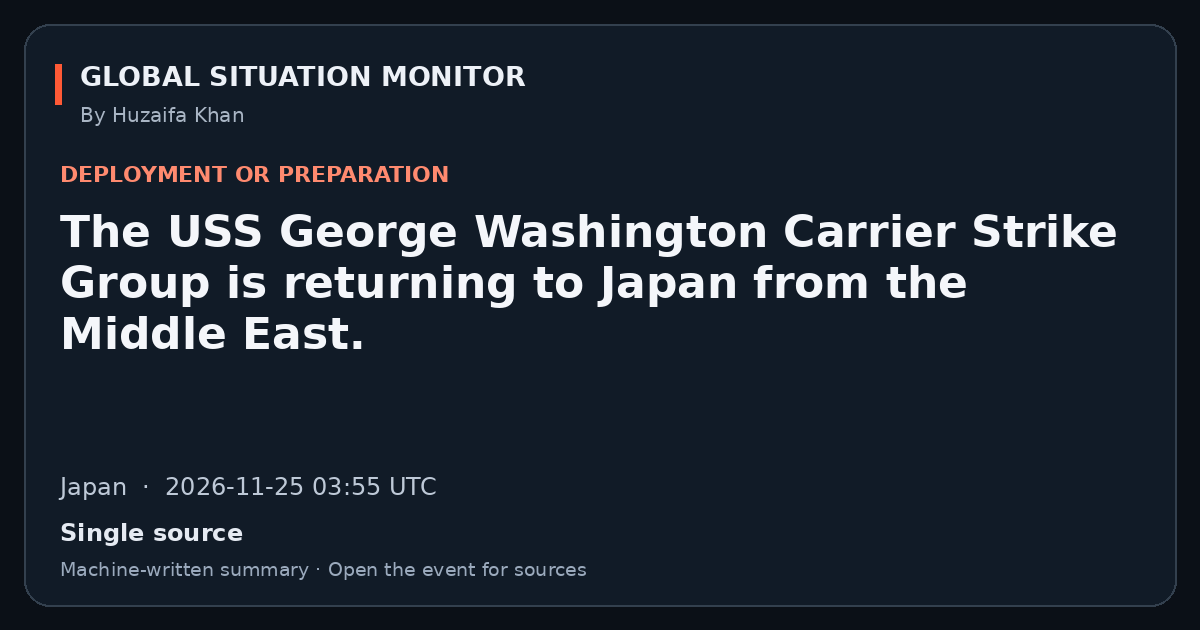 GLOBAL SITUATION MONITOR
By Huzaifa Khan
DEPLOYMENT OR PREPARATION
The USS George Washington Carrier Strike
Group is returning to Japan from the
Middle East.
Japan · 2026-11-25 03:55 UTC
Single source
Machine-written summary · Open the event for sources